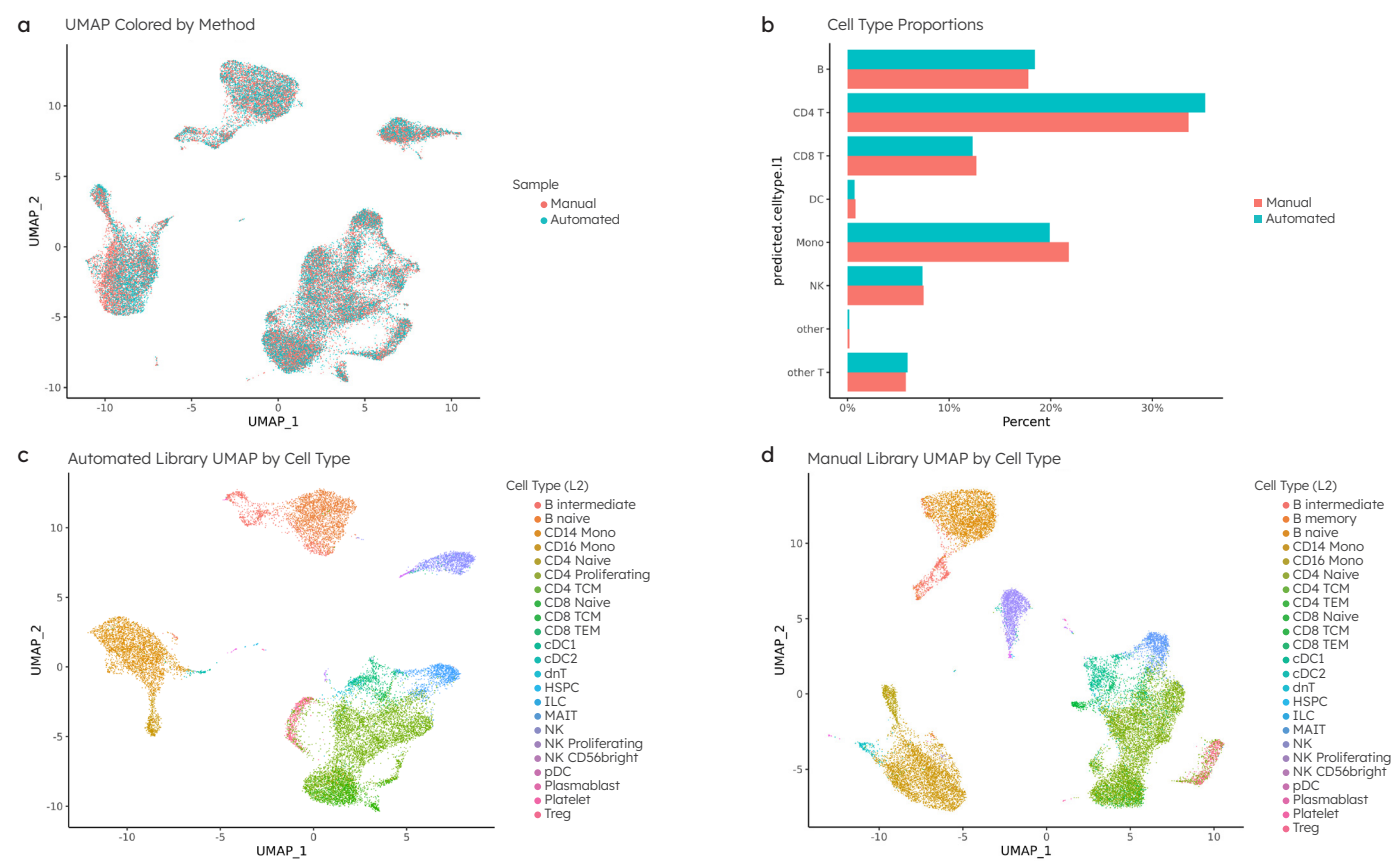 a UMAP Colored by Method
UMAP_2
10
5
0
-5
-10
-10 -5 0 5 10
UMAP_1
Sample
Manual
Automated
b Cell Type Proportions
predicted.celltype.l1
B
CD4 T
CD8 T
DC
Mono
NK
other
other T
0% 10% 20% 30%
Percent
Manual
Automated
c Automated Library UMAP by Cell Type
UMAP_2
10
5
0
-5
-10
-10 -5 0 5
UMAP_1
Cell Type (L2)
B intermediate
B naive
CD14 Mono
CD16 Mono
CD4 Naive
CD4 Proliferating
CD4 TCM
CD8 Naive
CD8 TCM
CD8 TEM
cDC1
cDC2
dnT
HSPC
ILC
MAIT
NK
NK Proliferating
NK CD56bright
pDC
Plasmablast
Platelet
Treg
d Manual Library UMAP by Cell Type
UMAP_2
10
5
0
-5
-10 -5 0 5 10
UMAP_1
Cell Type (L2)
B intermediate
B memory
B naive
CD14 Mono
CD16 Mono
CD4 Naive
CD4 TCM
CD4 TEM
CD8 Naive
CD8 TCM
CD8 TEM
cDC1
cDC2
dnT
HSPC
ILC
MAIT
NK
NK Proliferating
NK CD56bright
pDC
Plasmablast
Platelet
Treg